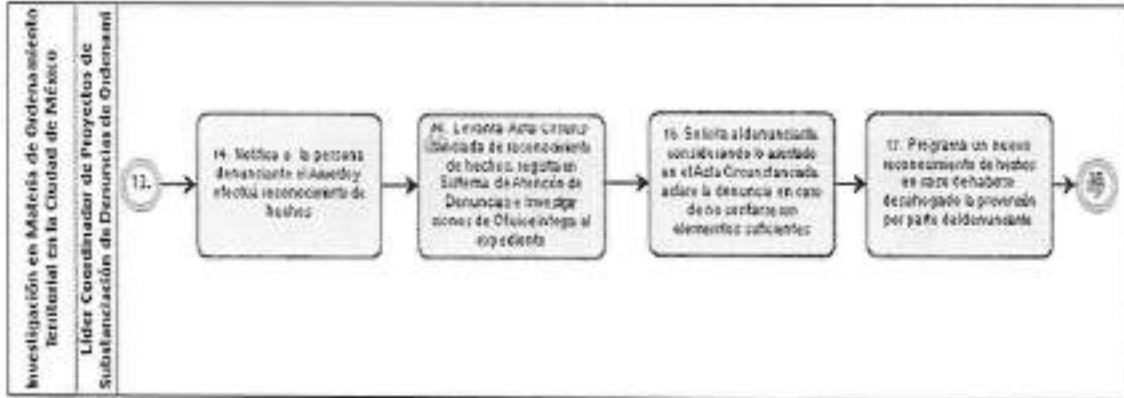 Investigación en Materia de Ordenamiento
Territorial en la Ciudad de México
Líder Coordinador de Proyectos de
Substanciación de Denuncias de Ordenami
13.
14. Notifica a la persona
denunciante el Acuerdo y
efectúa reconocimiento de
hechos
Levanta Acta Circuns
tanciada de reconocimiento
de hechos, registra en
Sistema de Atención de
Denuncias e Investiga
ciones de Oficio e integra al
expediente
16. Solicita al denunciante
considerando lo asentado
en el Acta Circunstanciada,
aclare la denuncia en caso
de no contarse con
elementos suficientes
17. Programa un nuevo
reconocimiento de hechos
en caso de haberse
desahogado la prevención
por parte del denunciante